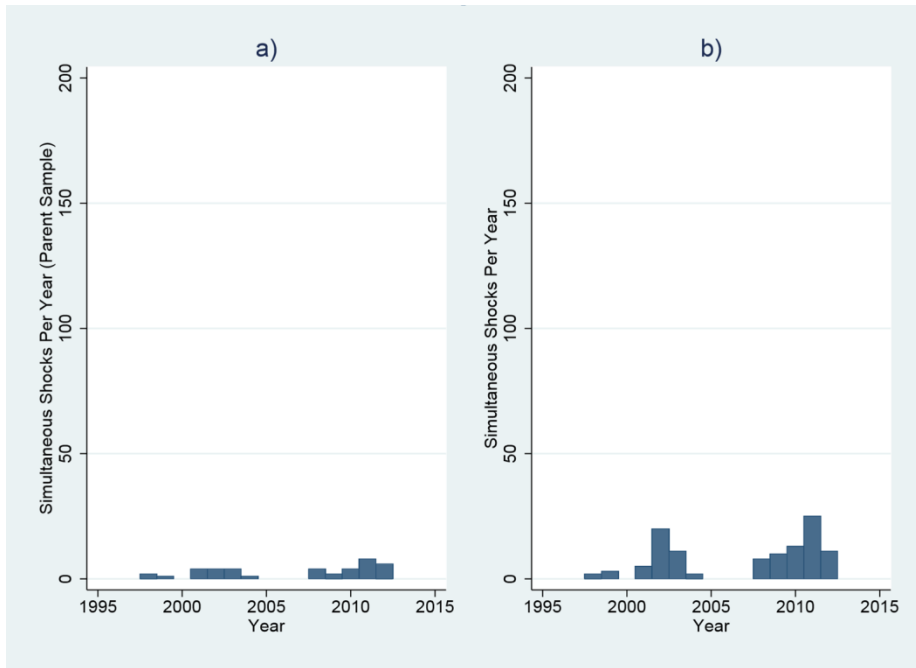 a)
Simultaneous Shocks Per Year (Parent Sample)
200
150
100
50
0
1995 2000 2005 2010 2015
Year
b)
Simultaneous Shocks Per Year
200
150
100
50
0
1995 2000 2005 2010 2015
Year